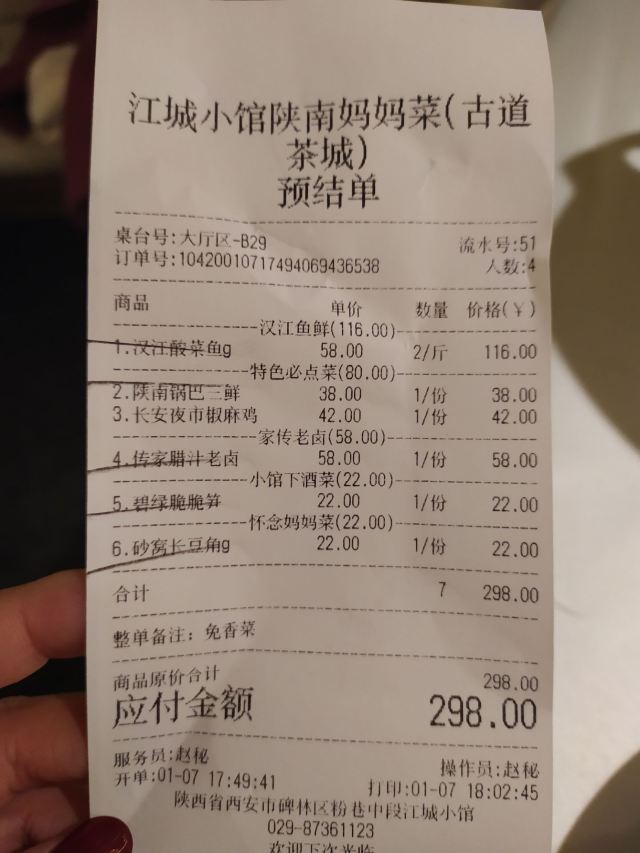 江城小馆陕南妈妈菜(古道
茶城)
预结单
桌台号:大厅区-B29 流水号:51
订单号:10420010717494069436538 人数:4
商品 单价 数量 价格(¥)
汉江鱼鲜(116.00)
1.汉江酸菜鱼g 58.00 2/斤 116.00
特色必点菜(80.00)
2.陕南锅巴三鲜 38.00 1/份 38.00
3.长安夜市椒麻鸡 42.00 1/份 42.00
家传老卤(58.00)
4.传家腊汁老卤 58.00 1/份 58.00
小馆下酒菜(22.00)
5.碧绿脆脆笋 22.00 1/份 22.00
怀念妈妈菜(22.00)
6.砂窝长豆角g 22.00 1/份 22.00
合计 7 298.00
整单备注: 免香菜
商品原价合计 298.00
应付金额 298.00
服务员:赵秘 操作员:赵秘
开单:01-07 17:49:41 打印:01-07 18:02:45
陕西省西安市碑林区粉巷中段江城小馆
029-87361123
欢迎下次光临